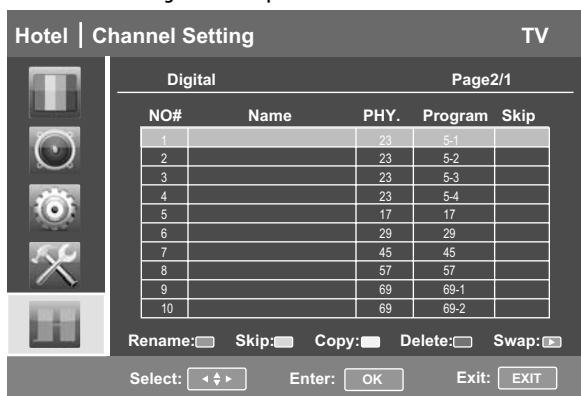 Hotel | Channel Setting TV
Digital Page2/1
NO# Name PHY. Program Skip
1 23 5-1
2 23 5-2
3 23 5-3
4 23 5-4
5 17 17
6 29 29
7 45 45
8 57 57
9 69 69-1
10 69 69-2
Rename: Skip: Copy: Delete: Swap:
Select: Enter: OK Exit: EXIT